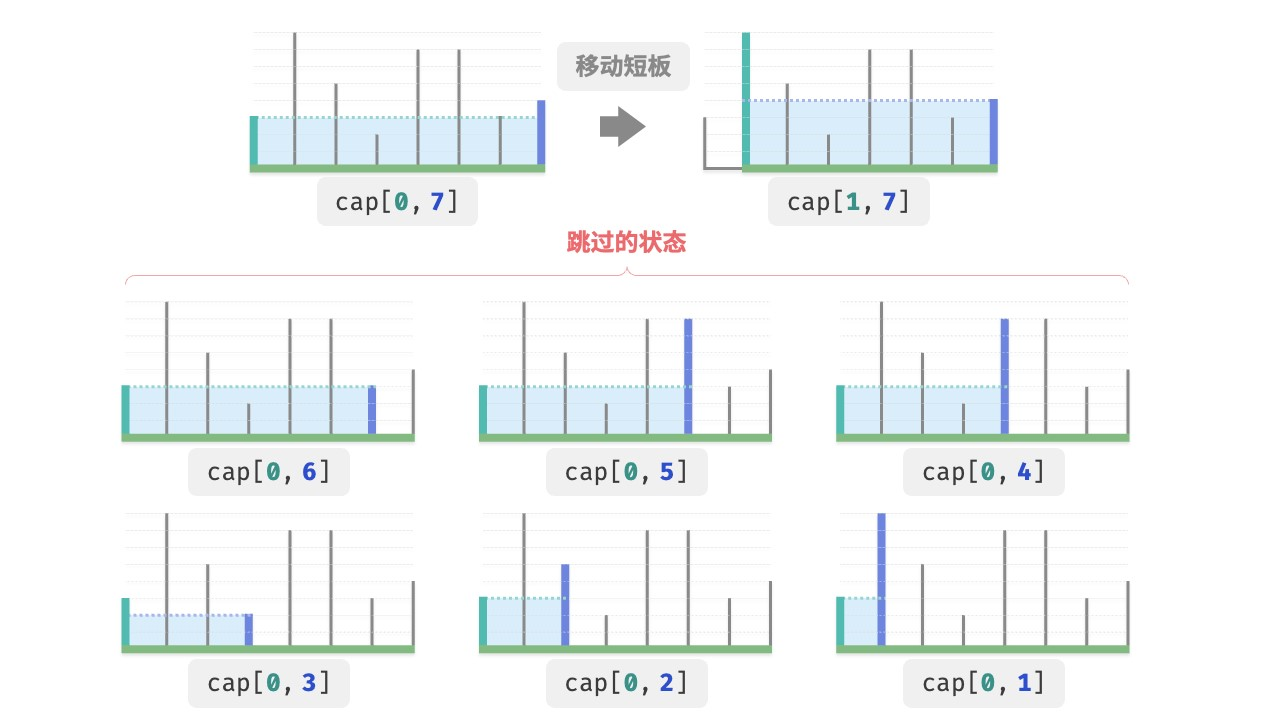 移动短板
cap[0, 7]
cap[1, 7]
跳过的状态
cap[0, 6]
cap[0, 5]
cap[0, 4]
cap[0, 3]
cap[0, 2]
cap[0, 1]